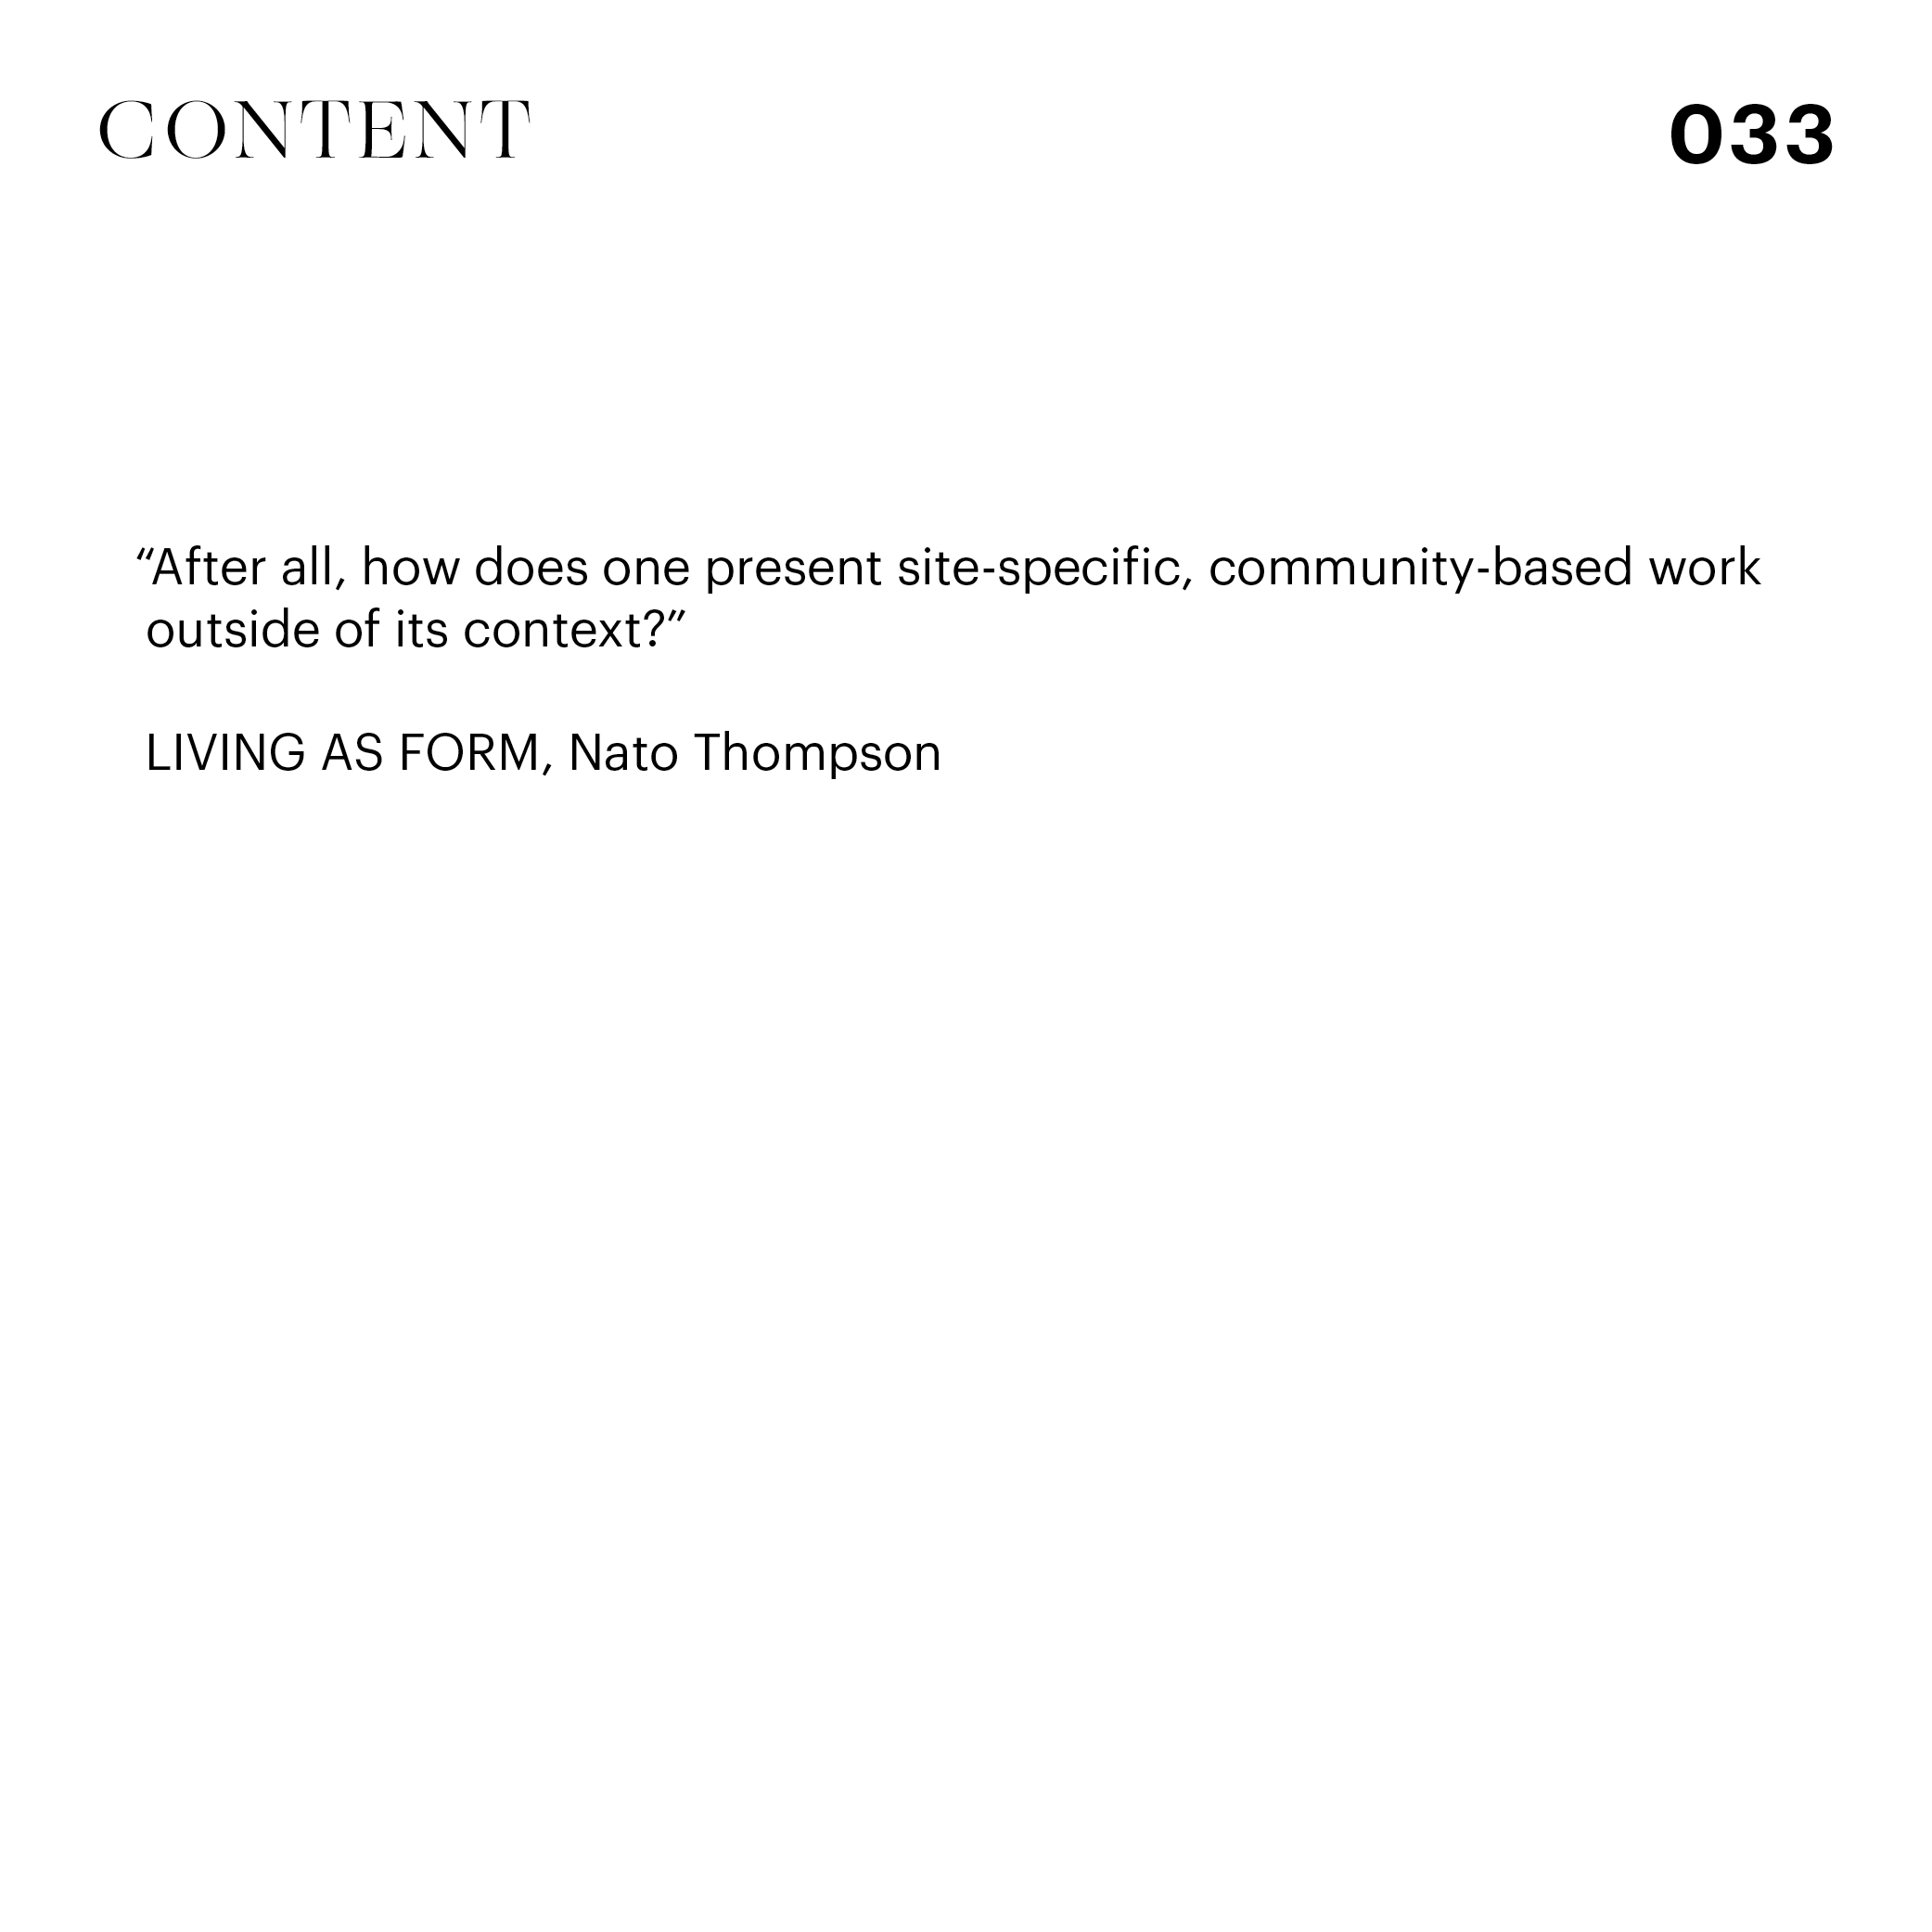 CONTENT
033
“After all, how does one present site-specific, community-based work
outside of its context?”
LIVING AS FORM, Nato Thompson